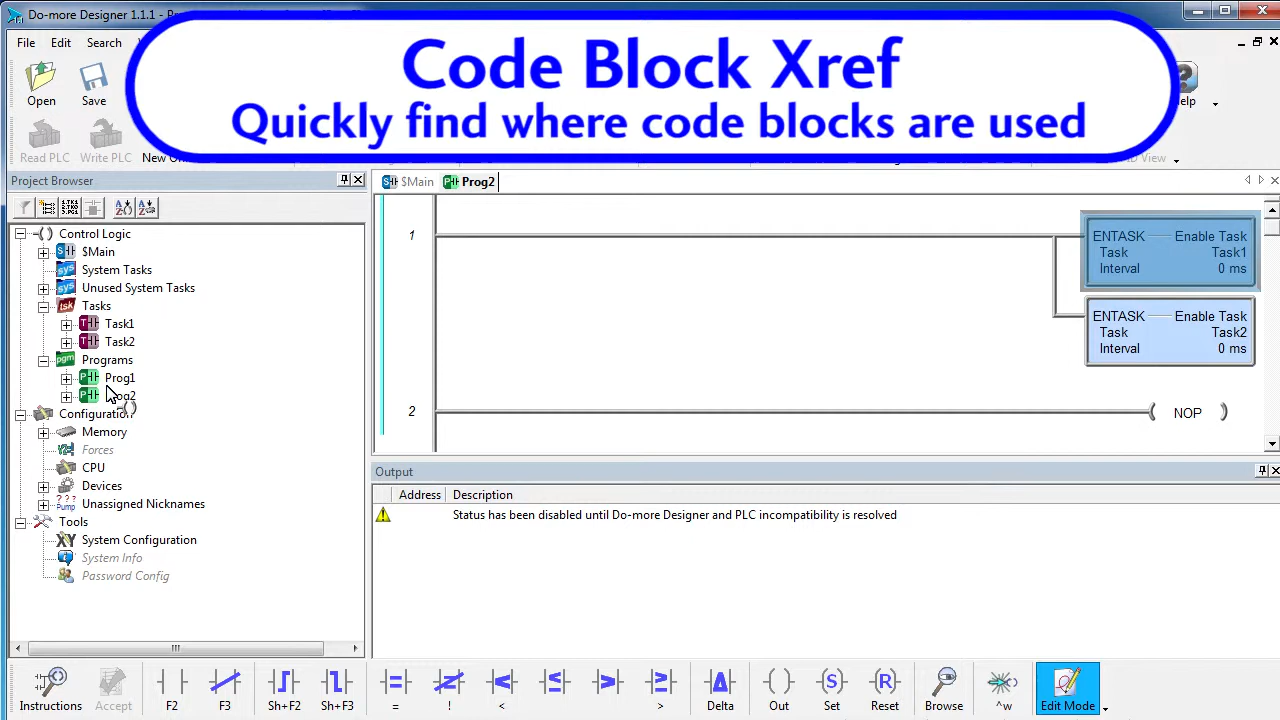 Do-more Designer 1.1.1 - P
Code Block Xref
Quickly find where code blocks are used
File Edit Search
Open Save
Read PLC Write PLC
Project Browser
$Main Prog2
Control Logic
$Main
System Tasks
Unused System Tasks
Tasks
Task1
Task2
Programs
Prog1
Configuration
Memory
Forces
CPU
Devices
Unassigned Nicknames
Tools
System Configuration
System Info
Password Config
1
ENTASK Enable Task
Task Task1
Interval 0 ms
ENTASK Enable Task
Task Task2
Interval 0 ms
2 NOP
Output
Address Description
Status has been disabled until Do-more Designer and PLC incompatibility is resolved
Instructions Accept F2 F3 Sh+F2 Sh+F3 = ! < > Delta Out Set Reset Browse ^w Edit Mode